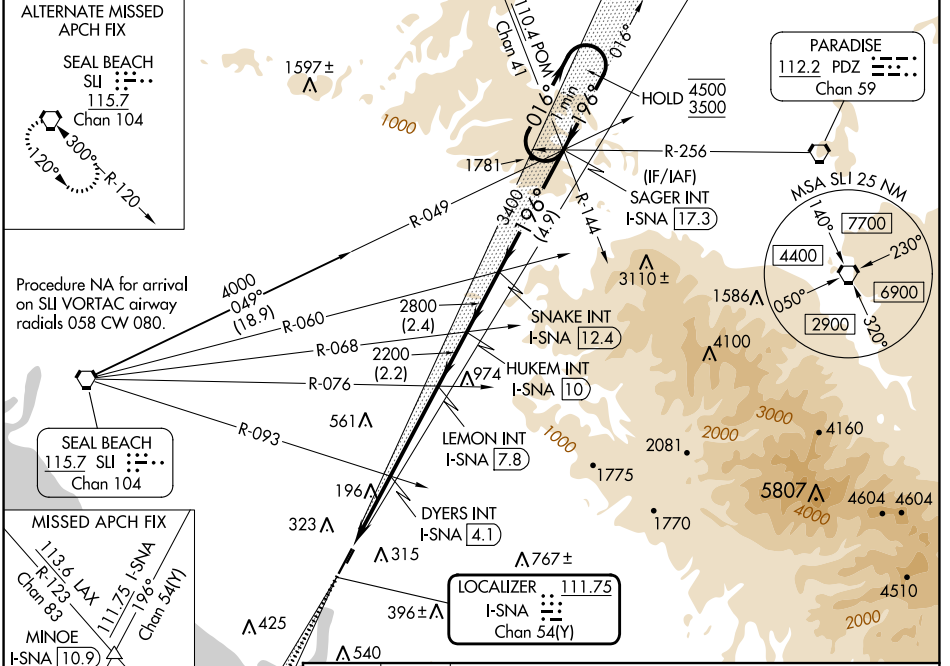 ALTERNATE MISSED
APCH FIX
SEAL BEACH
SLI
115.7
Chan 104
300°
120°
R-120
1597 ±
1000
110.4 POM
Chan 41
016°
016°
1 min
196°
HOLD 4500
3500
PARADISE
112.2 PDZ
Chan 59
R-256
1781
(IF/IAF)
SAGER INT
I-SNA 17.3
R-144
R-049
3400
196°
(4.9)
MSA SLI 25 NM
140°
7700
230°
4400
050°
6900
2900
320°
3110 ±
1586
4100
Procedure NA for arrival
on SLI VORTAC airway
radials 058 CW 080.
4000
049°
(18.9)
R-060
2800
(2.4)
SNAKE INT
I-SNA 12.4
R-068
2200
(2.2)
HUKEM INT
I-SNA 10
974
R-076
561
R-093
LEMON INT
I-SNA 7.8
SEAL BEACH
115.7 SLI
Chan 104
1000
2000
3000
4160
2081
1775
5807
4000
4604
4604
1770
196
DYERS INT
I-SNA 4.1
323
315
767 ±
4510
2000
MISSED APCH FIX
113.6 LAX
R-123
Chan 83
111.75 I-SNA
196°
Chan 54(Y)
MINOE
I-SNA 10.9
LOCALIZER 111.75
I-SNA
Chan 54(Y)
396 ±
425
540